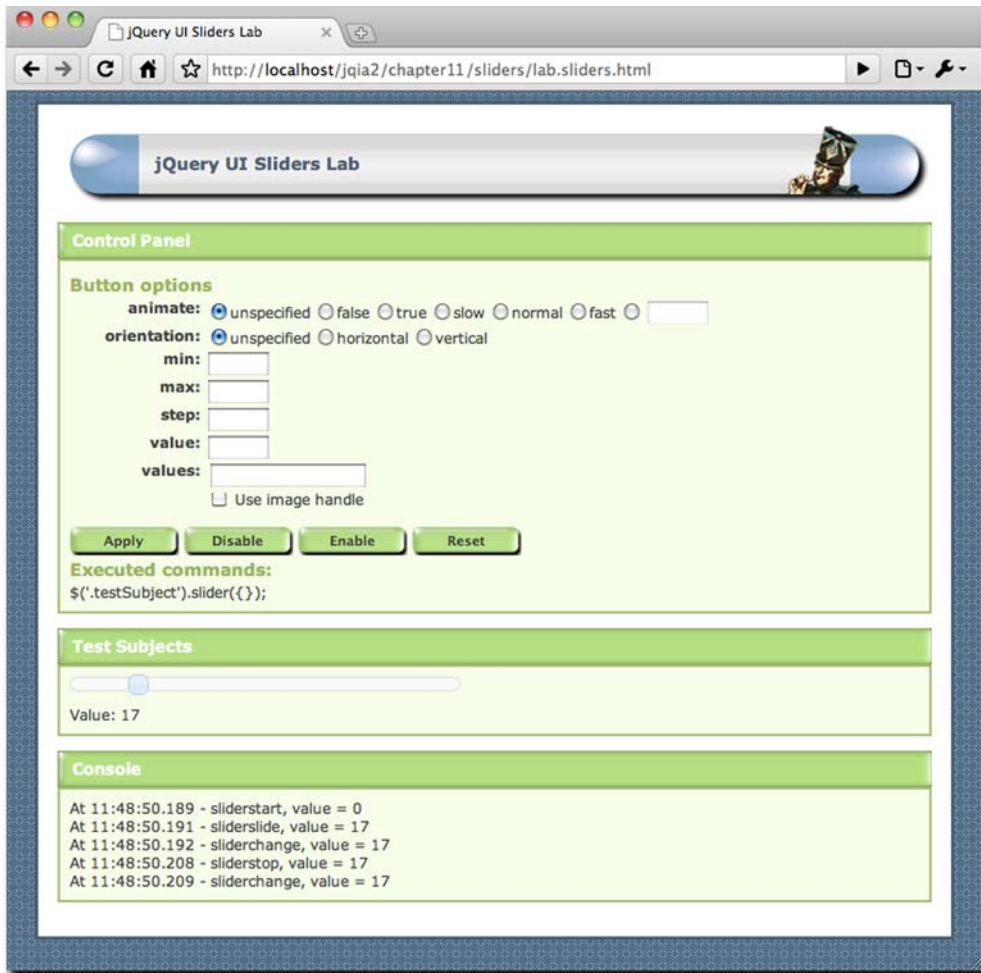 jQuery UI Sliders Lab
http://localhost/jqia2/chapter11/sliders/lab.sliders.html
jQuery UI Sliders Lab
Control Panel
Button options
animate: unspecified false true slow normal fast
orientation: unspecified horizontal vertical
min:
max:
step:
value:
values:
Use image handle
Apply Disable Enable Reset
Executed commands:
$('.testSubject').slider({});
Test Subjects
Value: 17
Console
At 11:48:50.189 - sliderstart, value = 0
At 11:48:50.191 - sliderslide, value = 17
At 11:48:50.192 - sliderchange, value = 17
At 11:48:50.208 - sliderstop, value = 17
At 11:48:50.209 - sliderchange, value = 17